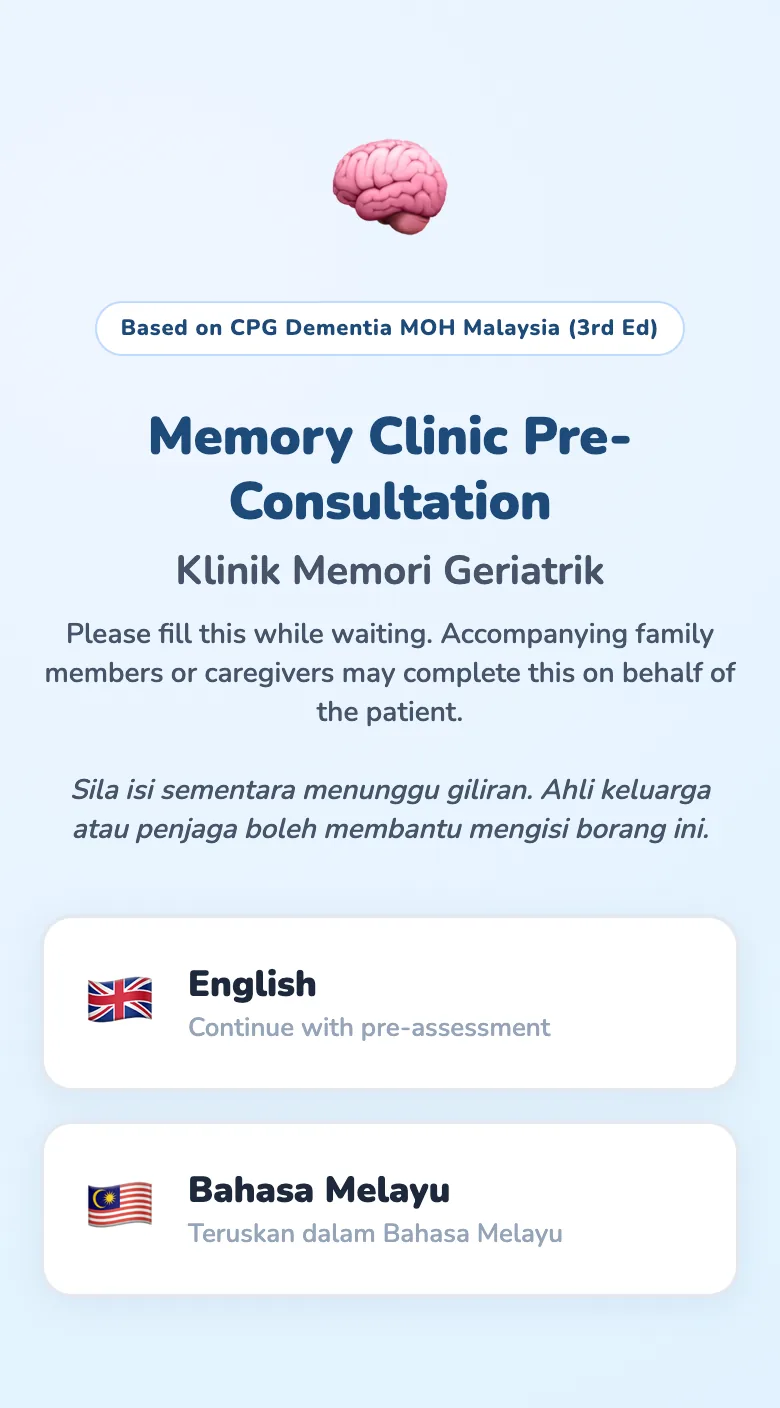 Based on CPG Dementia MOH Malaysia (3rd Ed)
Memory Clinic Pre-
Consultation
Klinik Memori Geriatrik
Please fill this while waiting. Accompanying family
members or caregivers may complete this on behalf of
the patient.
Sila isi sementara menunggu giliran. Ahli keluarga
atau penjaga boleh membantu mengisi borang ini.
English
Continue with pre-assessment
Bahasa Melayu
Teruskan dalam Bahasa Melayu